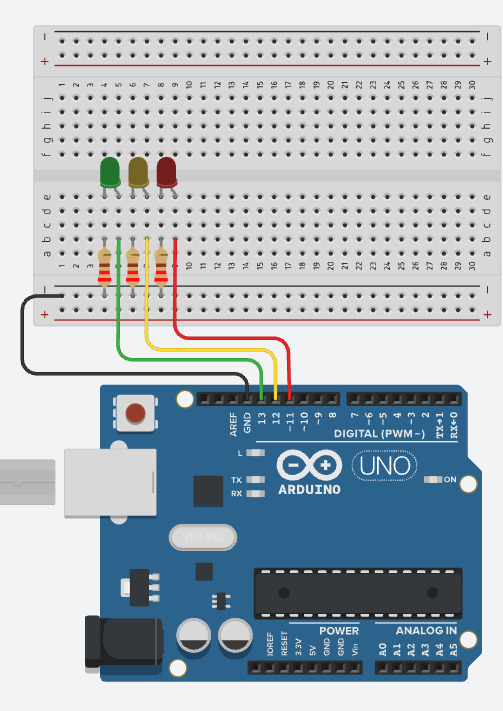 - -
+ +
1 2 3 4 5 6 7 8 9 10 11 12 13 14 15 16 17 18 19 20 21 22 23 24 25 26 27 28 29 30
j j
i i
h h
g g
f f
e e
d d
c c
b b
a a
1 2 3 4 5 6 7 8 9 10 11 12 13 14 15 16 17 18 19 20 21 22 23 24 25 26 27 28 29 30
- -
+ +
AREF GND 13 12 ~11 ~10 ~9 8 7 ~6 ~5 4 ~3 2 TX→1 RX←0
DIGITAL (PWM~)
L
TX
RX
ARDUINO
UNO
ON
POWER
ANALOG IN
IOREF RESET 3.3V 5V GND GND Vin A0 A1 A2 A3 A4 A5